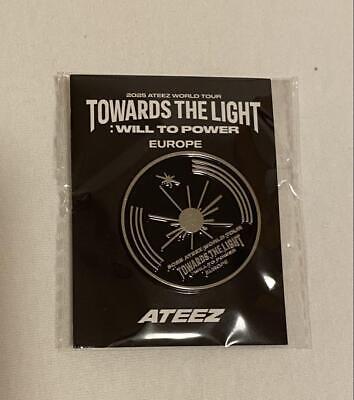 2025 ATEEZ WORLD TOUR
TOWARDS THE LIGHT
: WILL TO POWER
EUROPE
2025 ATEEZ WORLD TOUR
TOWARDS THE LIGHT
: WILL TO POWER
EUROPE
ATEEZ